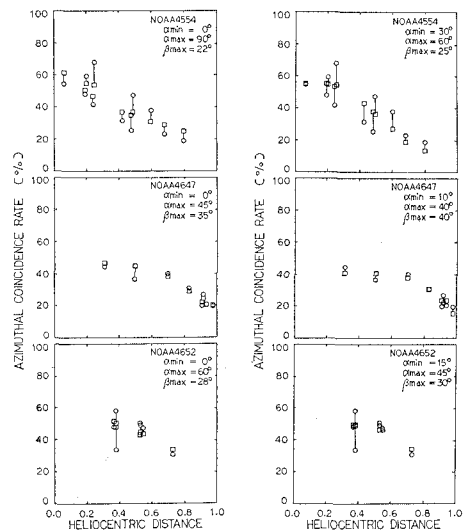 NOAA4554
αmin = 0°
αmax = 90°
βmax = 22°
NOAA4554
αmin = 30°
αmax = 60°
βmax = 25°
100
80
60
40
20
0
100
80
60
40
20
0
NOAA4647
αmin = 0°
αmax = 45°
βmax = 35°
NOAA4647
αmin = 10°
αmax = 40°
βmax = 40°
100
80
60
40
20
0
100
80
60
40
20
0
NOAA4652
αmin = 0°
αmax = 60°
βmax = 28°
NOAA4652
αmin = 15°
αmax = 45°
βmax = 30°
100
80
60
40
20
0
100
80
60
40
20
0
AZIMUTHAL COINCIDENCE RATE (%)
AZIMUTHAL COINCIDENCE RATE (%)
0.0 0.2 0.4 0.6 0.8 1.0
0.0 0.2 0.4 0.6 0.8 1.0
HELIOCENTRIC DISTANCE
HELIOCENTRIC DISTANCE